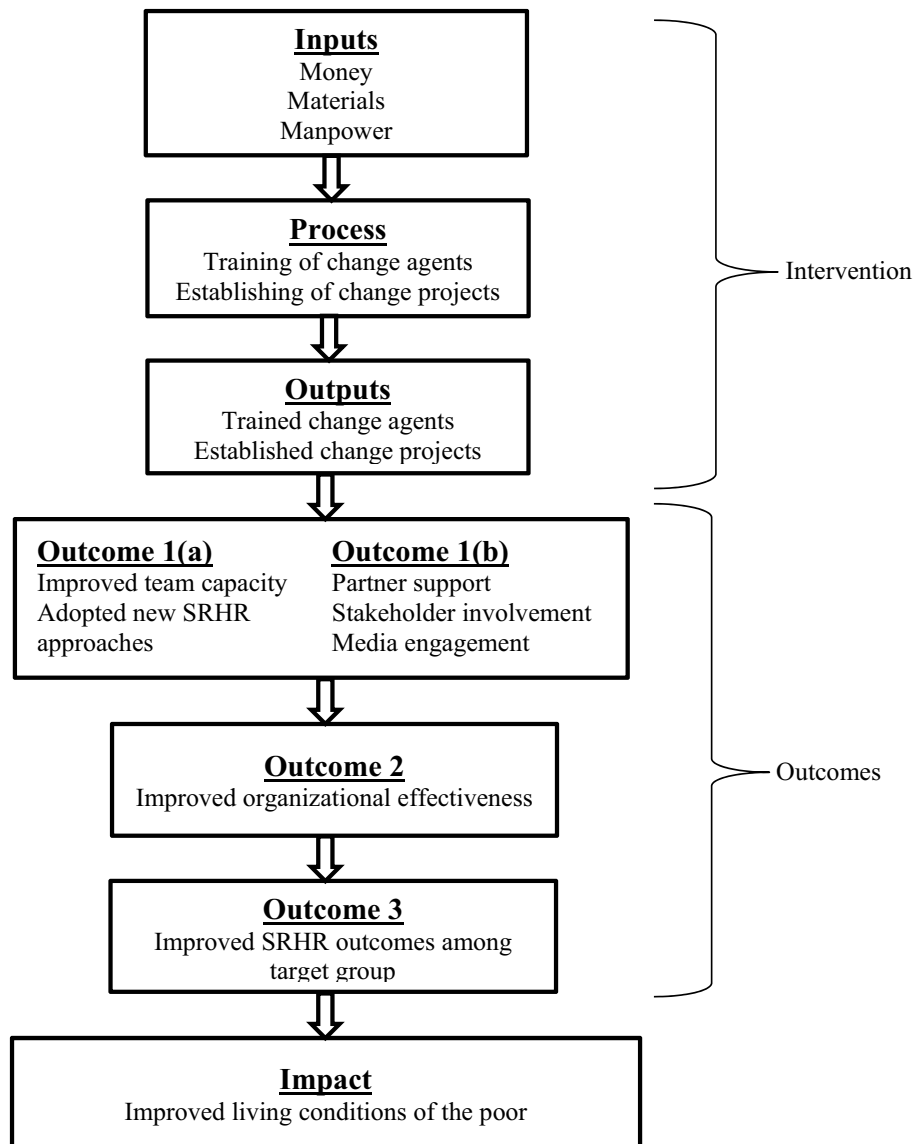 Inputs
Money
Materials
Manpower
Process
Training of change agents
Establishing of change projects
Intervention
Outputs
Trained change agents
Established change projects
Outcome 1(a)
Improved team capacity
Adopted new SRHR
approaches
Outcome 1(b)
Partner support
Stakeholder involvement
Media engagement
Outcome 2
Improved organizational effectiveness
Outcomes
Outcome 3
Improved SRHR outcomes among
target group
Impact
Improved living conditions of the poor